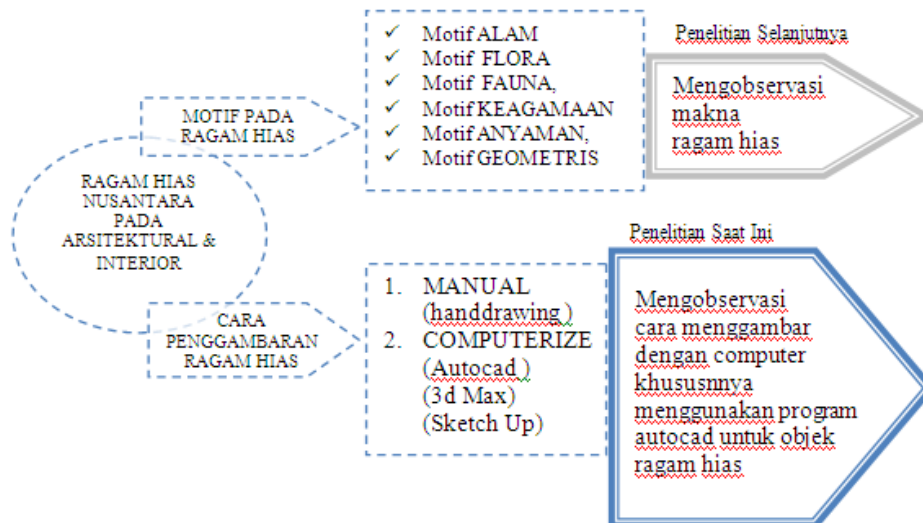 RAGAM HIAS
NUSANTARA
PADA
ARSITEKTURAL &
INTERIOR
MOTIF PADA
RAGAM HIAS
✓ Motif ALAM
✓ Motif FLORA
✓ Motif FAUNA,
✓ Motif KEAGAMAAN
✓ Motif ANYAMAN,
✓ Motif GEOMETRIS
Penelitian Selanjutnya
Mengobservasi
makna
ragam hias
CARA
PENGGAMBARAN
RAGAM HIAS
1. MANUAL
(handdrawing )
2. COMPUTERIZE
(Autocad )
(3d Max)
(Sketch Up)
Penelitian Saat Ini
Mengobservasi
cara menggambar
dengan computer
khususnnya
menggunakan program
autocad untuk objek
ragam hias